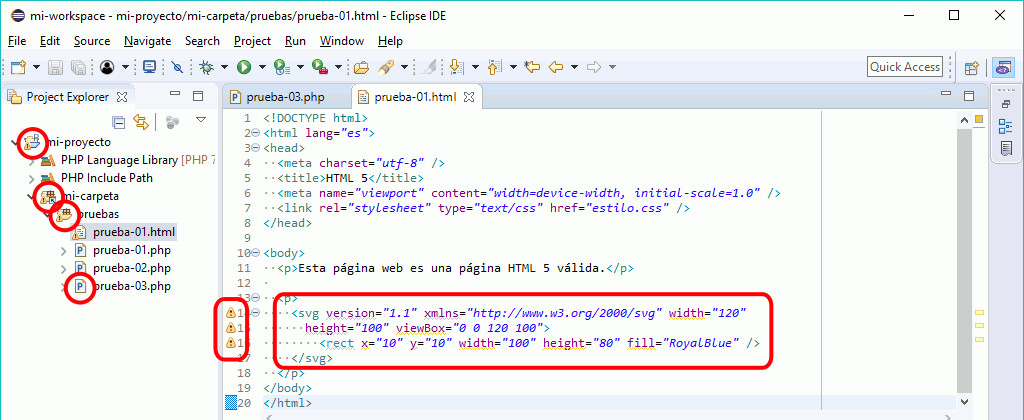 mi-workspace - mi-proyecto/mi-carpeta/pruebas/prueba-01.html - Eclipse IDE
File Edit Source Navigate Search Project Run Window Help
Quick Access
Project Explorer
mi-proyecto
PHP Language Library [PHP 7
PHP Include Path
mi-carpeta
pruebas
prueba-01.html
prueba-01.php
prueba-02.php
prueba-03.php
prueba-03.php prueba-01.html
1 <!DOCTYPE html>
2 <html lang="es">
3 <head>
4 ··<meta charset="utf-8" />
5 ··<title>HTML 5</title>
6 ··<meta name="viewport" content="width=device-width, initial-scale=1.0" />
7 ··<link rel="stylesheet" type="text/css" href="estilo.css" />
8 </head>
9
10 <body>
11 ··<p>Esta página web es una página HTML 5 válida.</p>
12 ··
13 ··<p>
14 ····<svg version="1.1" xmlns="http://www.w3.org/2000/svg" width="120"
15 ······height="100" viewBox="0 0 120 100">
16 ······<rect x="10" y="10" width="100" height="80" fill="RoyalBlue" />
17 ····</svg>
18 ··</p>
19 </body>
20 </html>